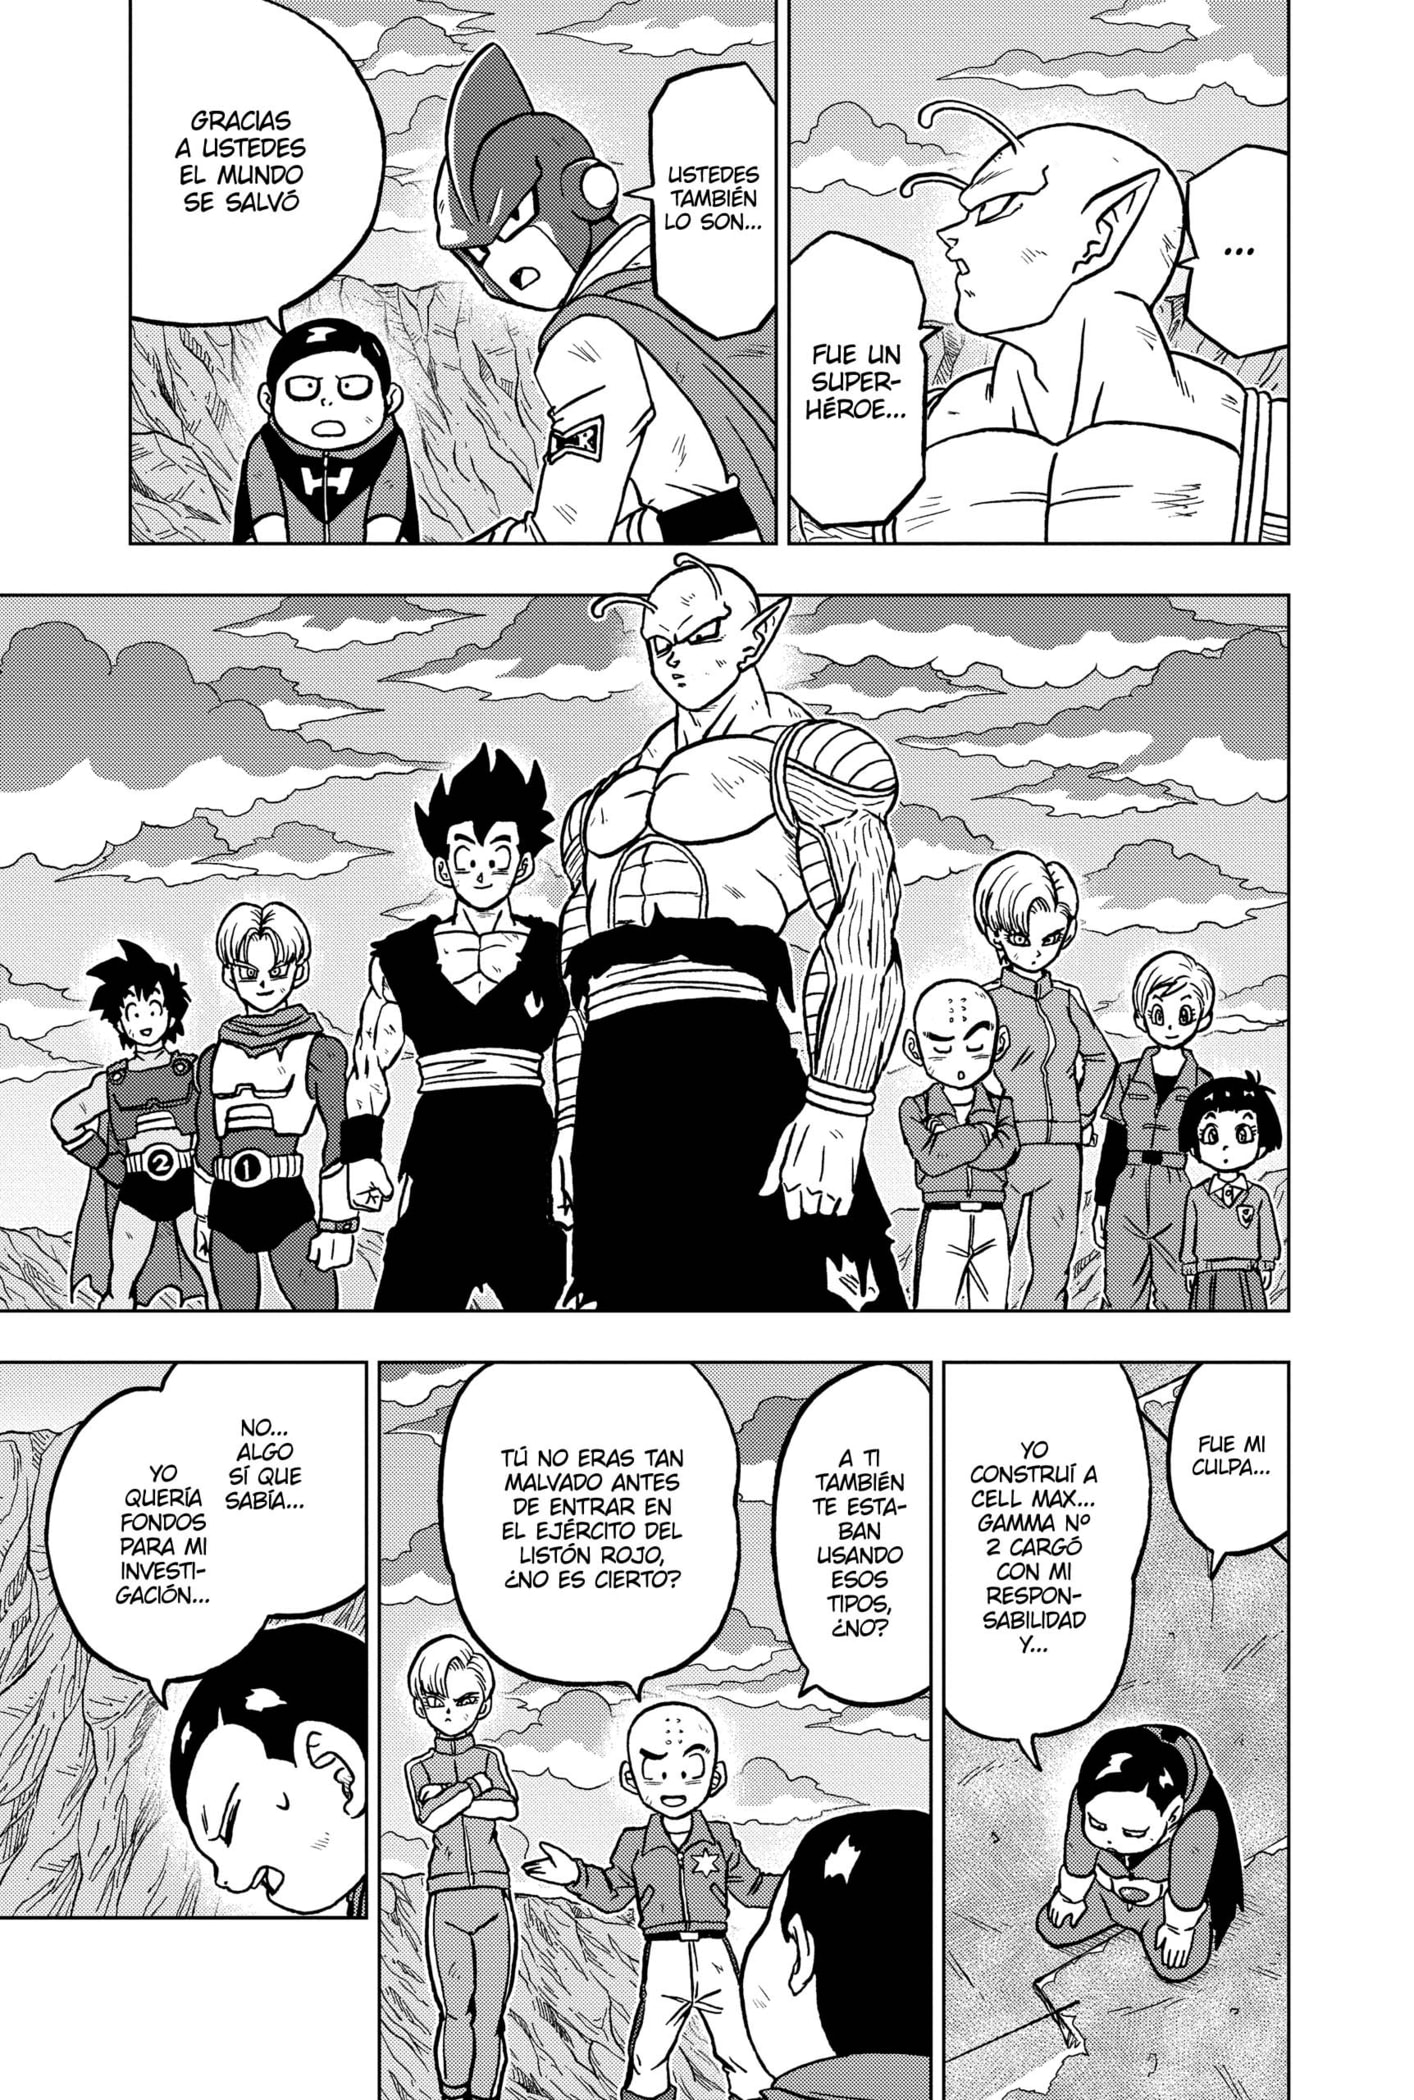 ...
FUE UN
SUPER-
HÉROE...
USTEDES
TAMBIÉN
LO SON...
GRACIAS
A USTEDES
EL MUNDO
SE SALVÓ
H
2
1
FUE MI
CULPA...
YO
CONSTRUÍ A
CELL MAX...
GAMMA Nº
2 CARGÓ
CON MI
RESPON-
SABILIDAD
Y...
A TI
TAMBIÉN
TE ESTA-
BAN
USANDO
ESOS
TIPOS,
¿NO?
TÚ NO ERAS TAN
MALVADO ANTES
DE ENTRAR EN
EL EJÉRCITO DEL
LISTÓN ROJO,
¿NO ES CIERTO?
NO...
ALGO
SÍ QUE
SABÍA...
YO
QUERÍA
FONDOS
PARA MI
INVESTI-
GACIÓN...